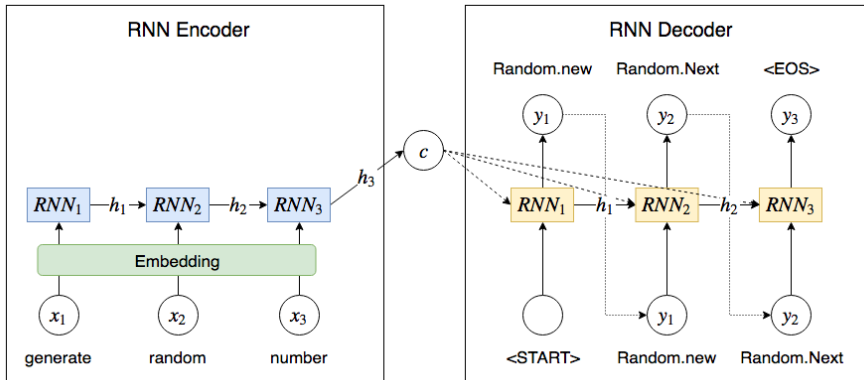 RNN Encoder
RNN₁
h₁
RNN₂
h₂
RNN₃
h₃
Embedding
x₁
x₂
x₃
generate
random
number
c
RNN Decoder
Random.new
Random.Next
<EOS>
y₁
y₂
y₃
RNN₁
h₁
RNN₂
h₂
RNN₃
y₁
y₂
<START>
Random.new
Random.Next